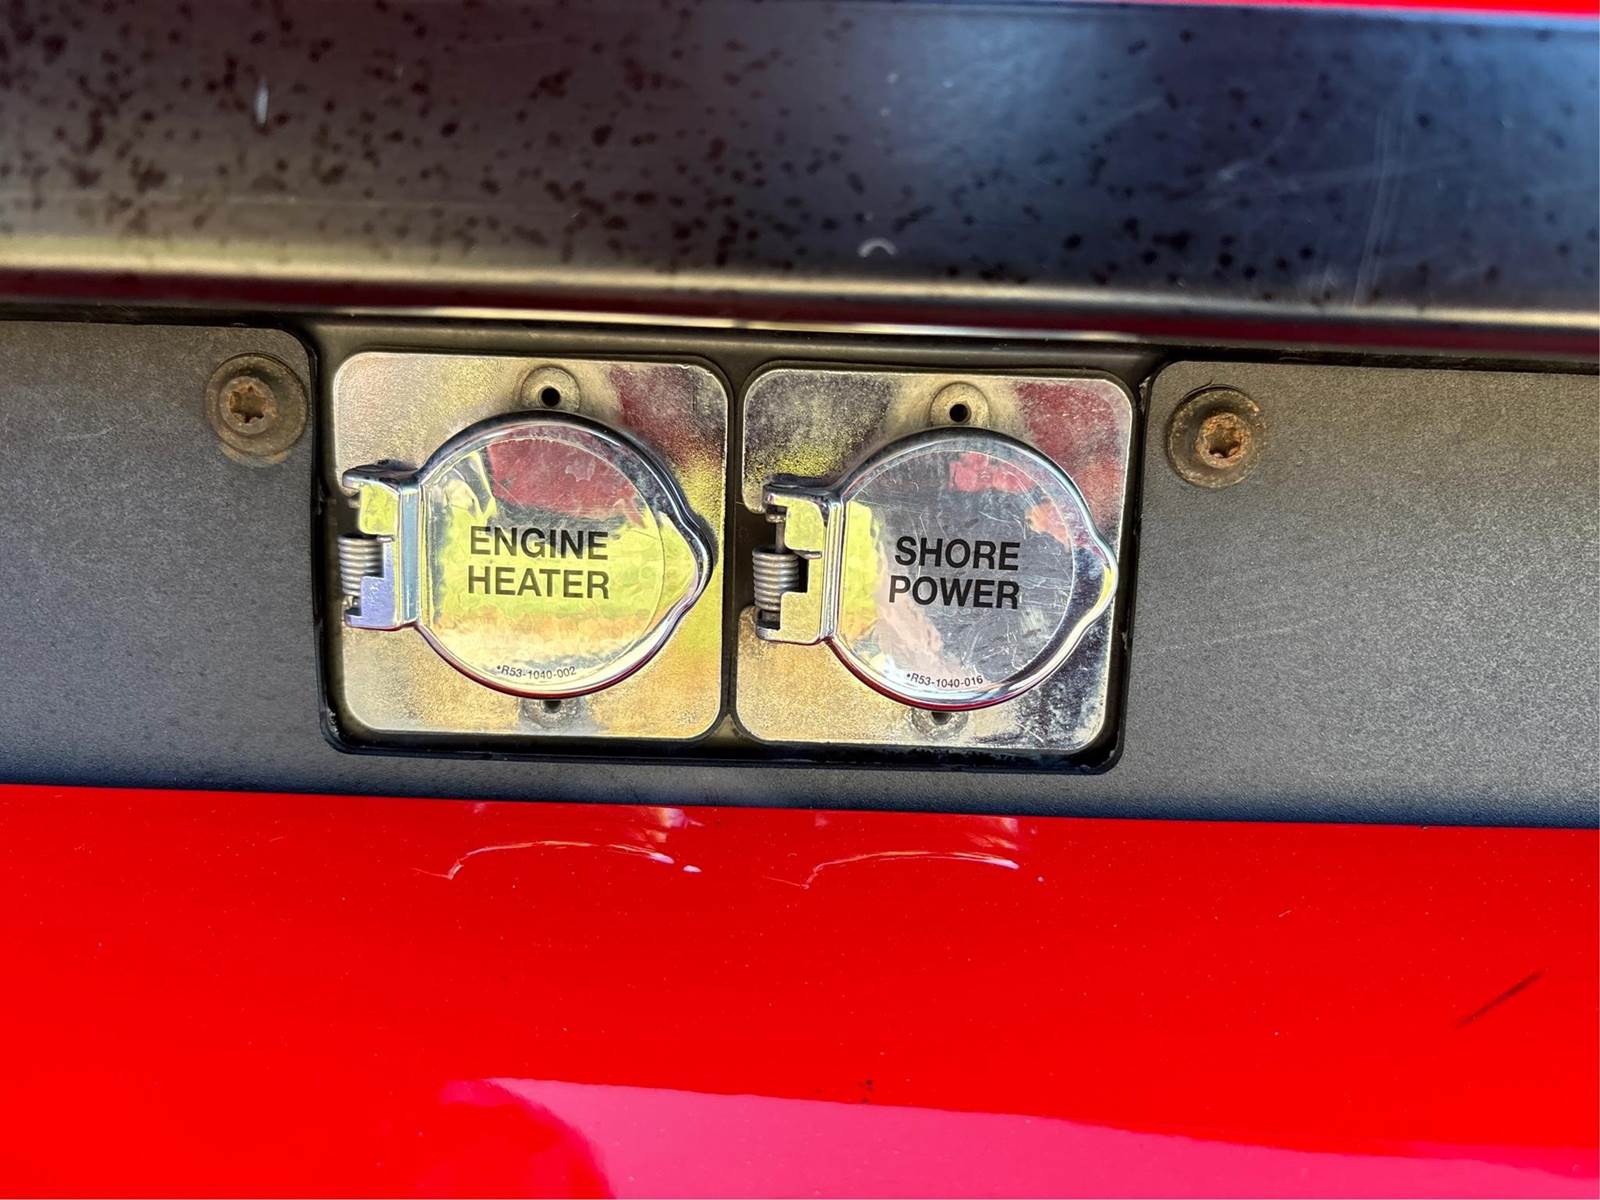 ENGINE
HEATER
*R53-1040-002
SHORE
POWER
*R53-1040-016